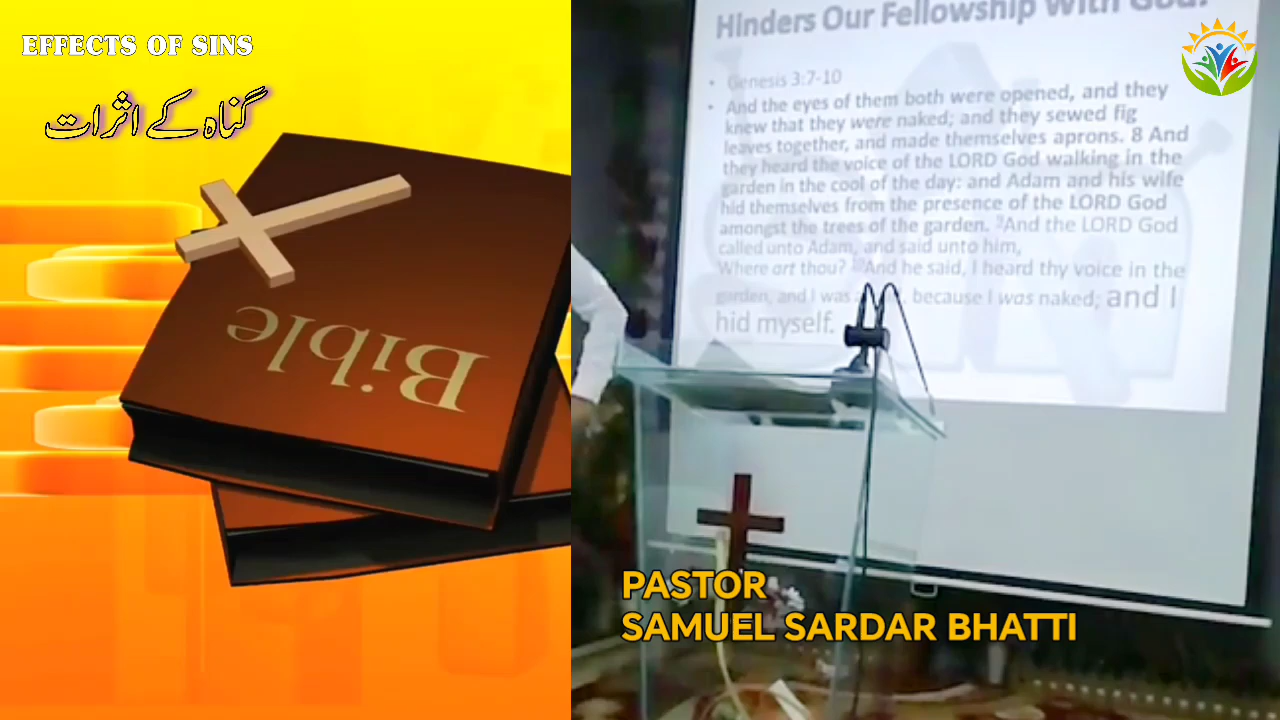 EFFECTS OF SINS
گناہ کے اثرات
Bible
Hinders Our Fellowship With God:
• Genesis 3:7-10
• And the eyes of them both were opened, and they
knew that they were naked; and they sewed fig
leaves together, and made themselves aprons. 8 And
they heard the voice of the LORD God walking in the
garden in the cool of the day: and Adam and his wife
hid themselves from the presence of the LORD God
amongst the trees of the garden. 9And the LORD God
called unto Adam, and said unto him,
Where art thou? 10And he said, I heard thy voice in the
garden, and I was because I was naked; and I
hid myself.
PASTOR
SAMUEL SARDAR BHATTI